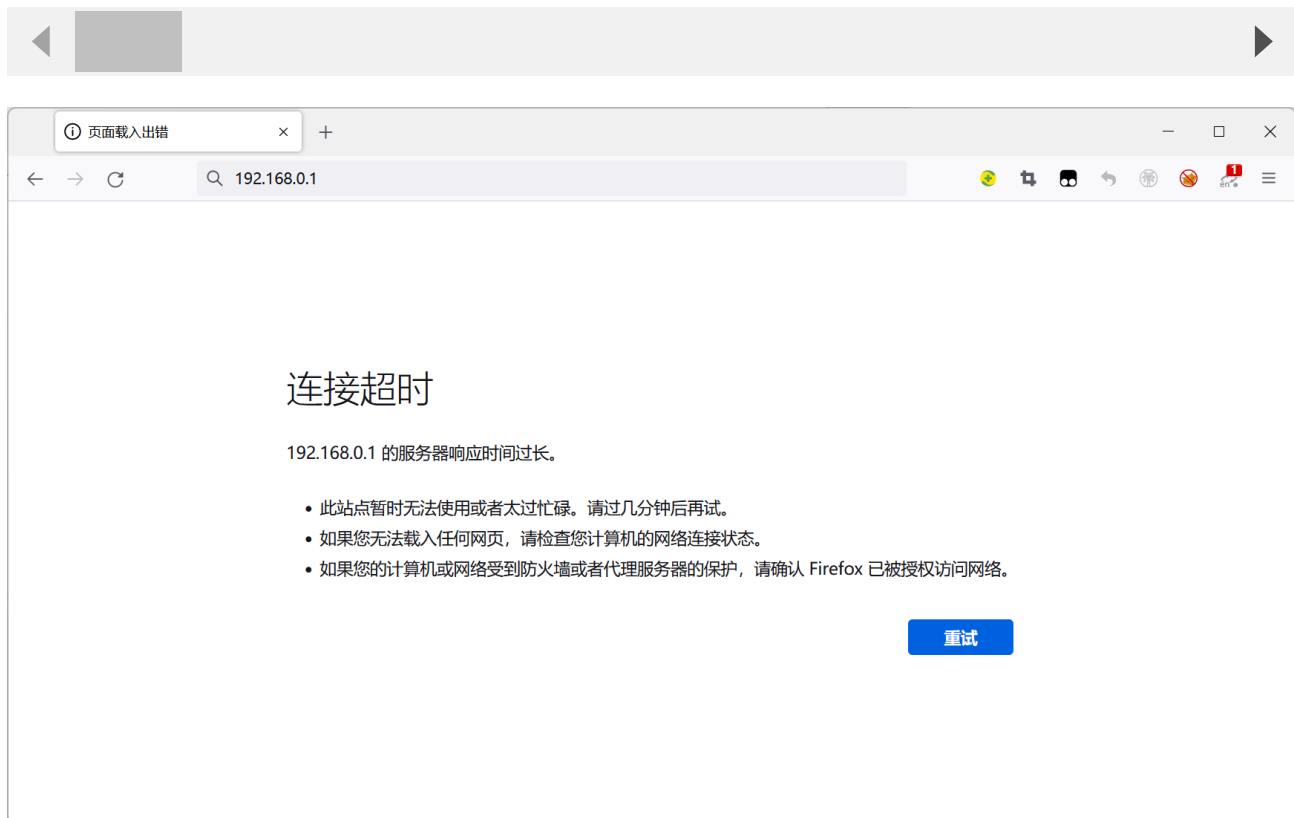 页面载入出错
192.168.0.1
1
en
连接超时
192.168.0.1 的服务器响应时间过长。
此站点暂时无法使用或者太过忙碌。请过几分钟后再试。
如果您无法载入任何网页，请检查您计算机的网络连接状态。
如果您的计算机或网络受到防火墙或者代理服务器的保护，请确认 Firefox 已被授权访问网络。
重试